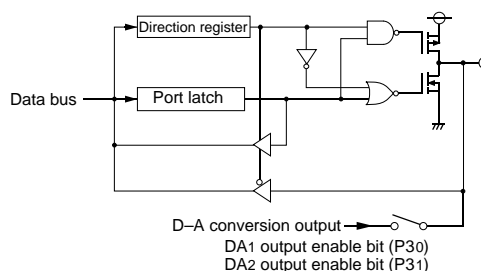 Direction register
Data bus
Port latch
D–A conversion output
DA1 output enable bit (P30)
DA2 output enable bit (P31)